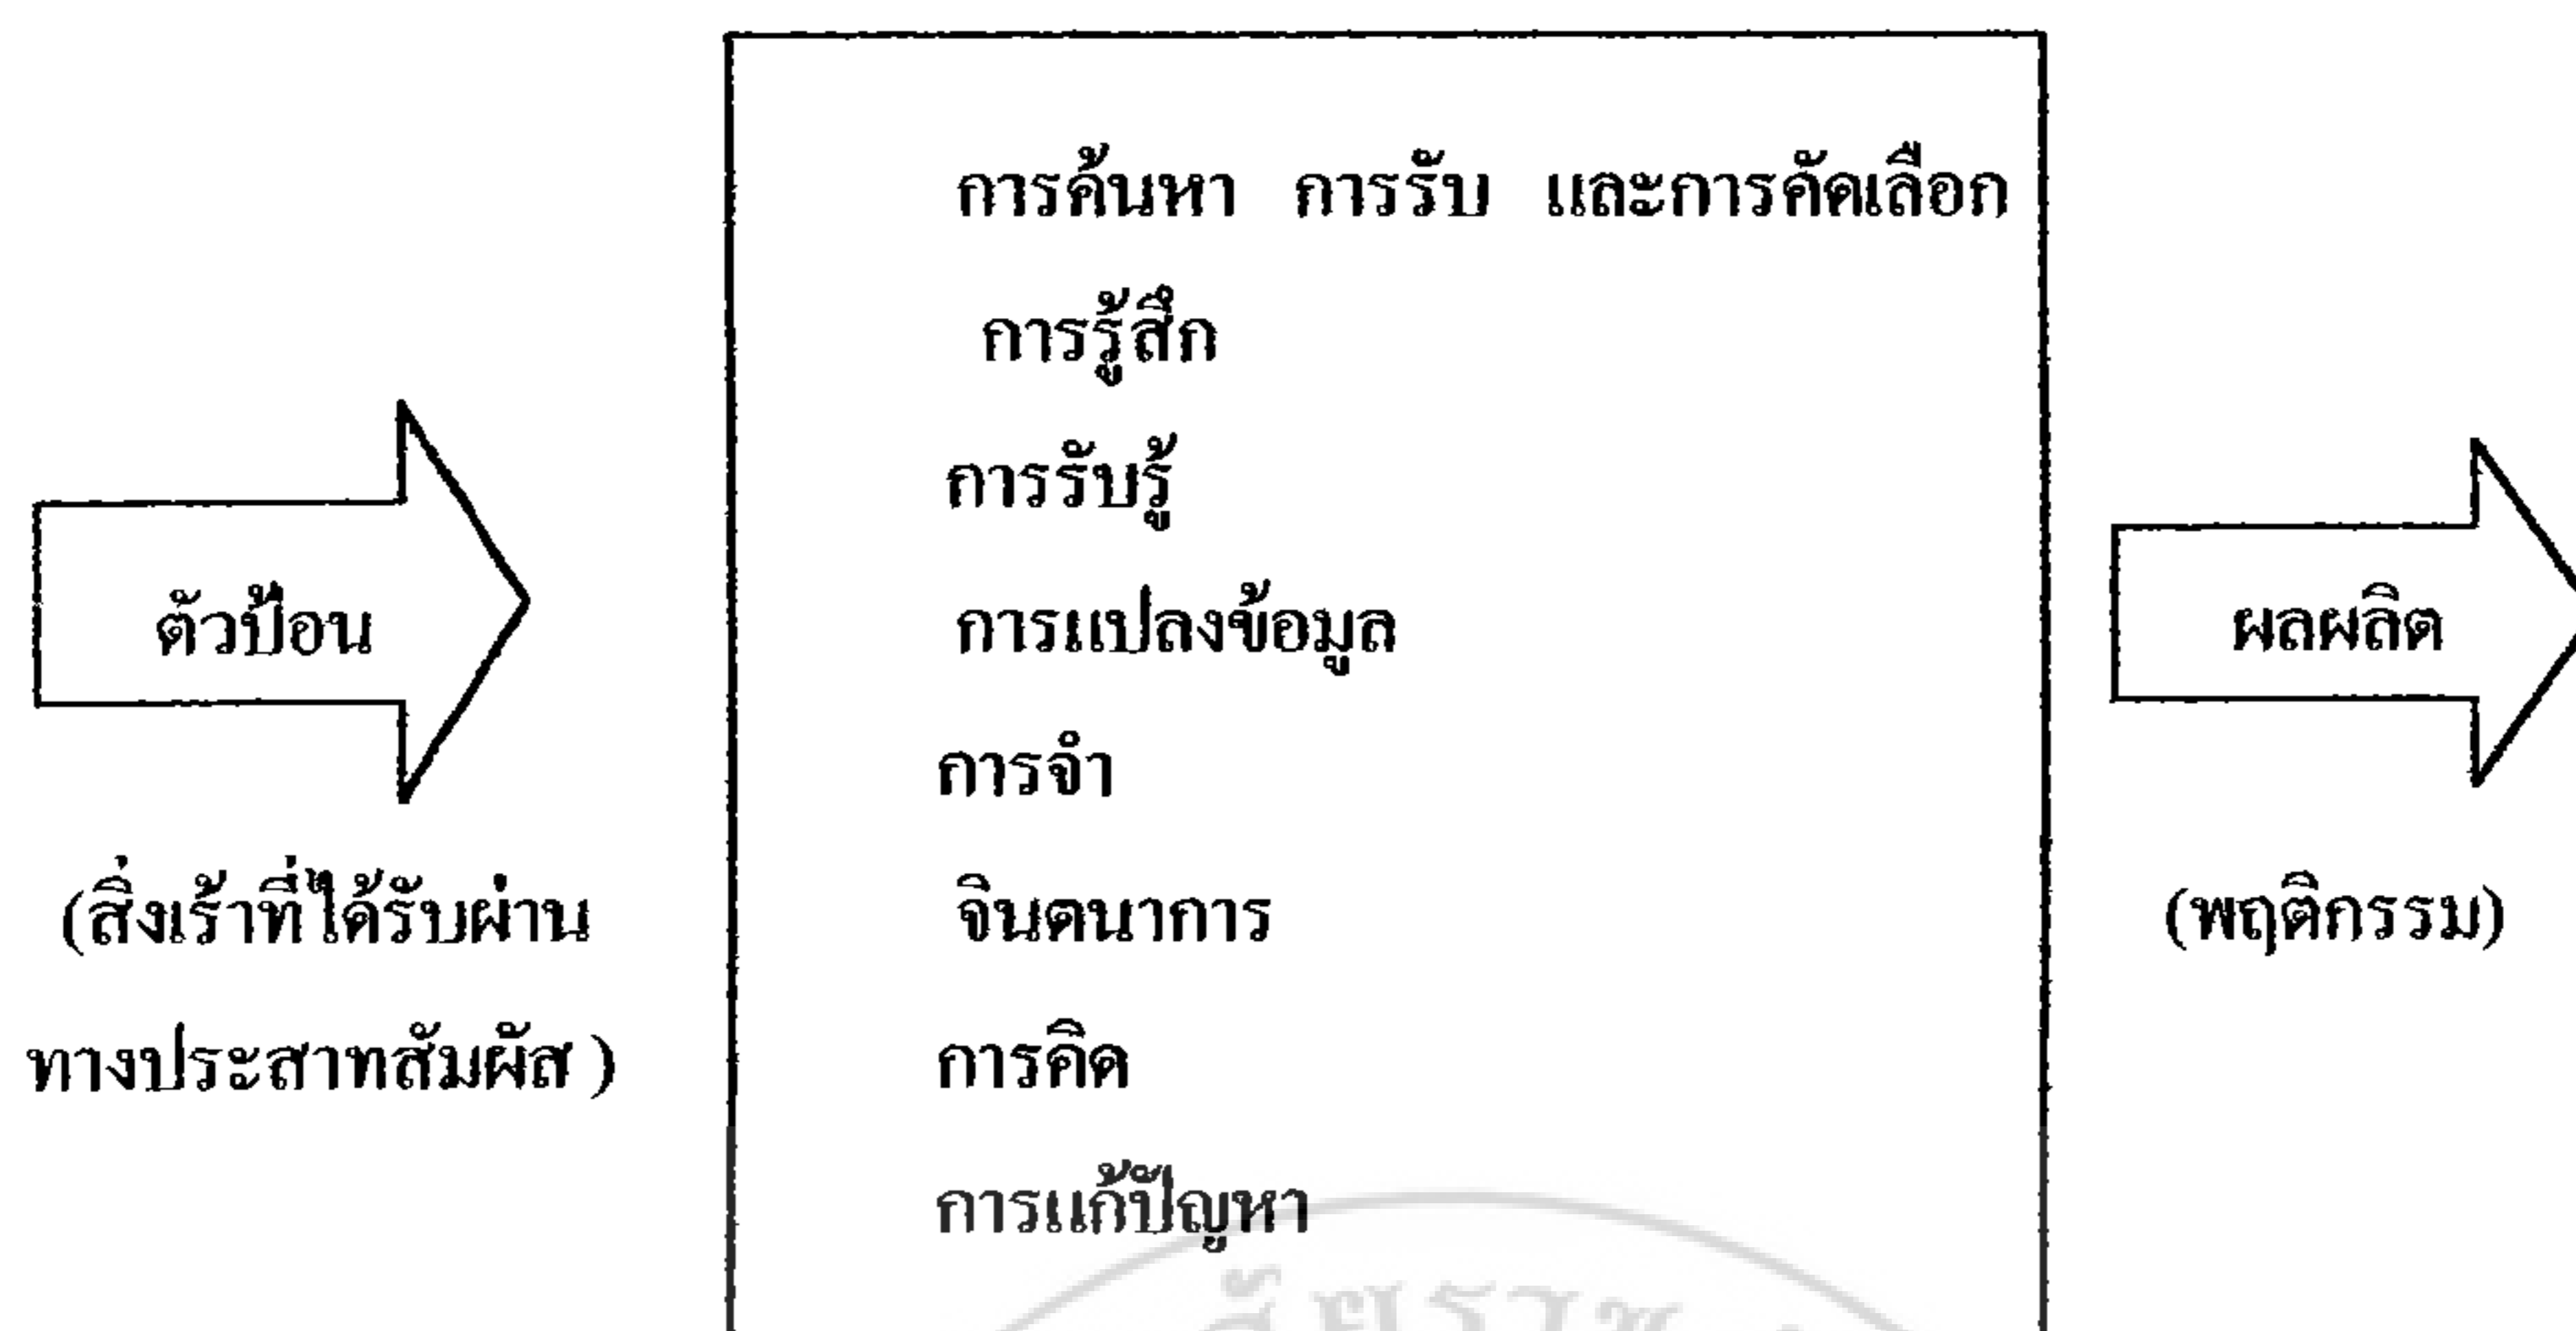 ตัวป้อน
(สิ่งเร้าที่ได้รับผ่าน
ทางประสาทสัมผัส )
การค้นหา การรับ และการคัดเลือก
การรู้สึก
การรับรู้
การแปลงข้อมูล
การจำ
จินตนาการ
การคิด
การแก้ปัญหา
ผลผลิต
(พฤติกรรม)